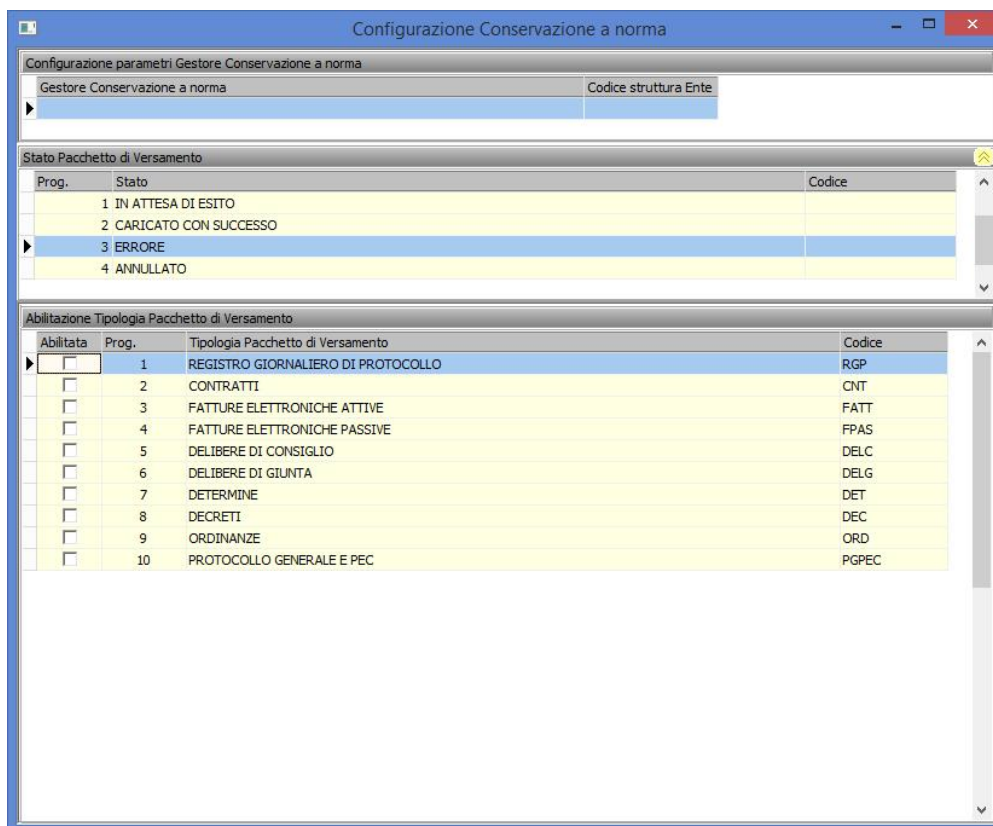 Configurazione Conservazione a norma
Configurazione parametri Gestore Conservazione a norma
Gestore Conservazione a norma Codice struttura Ente
Stato Pacchetto di Versamento
Prog. Stato Codice
1 IN ATTESA DI ESITO
2 CARICATO CON SUCCESSO
3 ERRORE
4 ANNULLATO
Abilitazione Tipologia Pacchetto di Versamento
Abilitata Prog. Tipologia Pacchetto di Versamento Codice
1 REGISTRO GIORNALIERO DI PROTOCOLLO RGP
2 CONTRATTI CNT
3 FATTURE ELETTRONICHE ATTIVE FATT
4 FATTURE ELETTRONICHE PASSIVE FPAS
5 DELIBERE DI CONSIGLIO DELC
6 DELIBERE DI GIUNTA DELG
7 DETERMINE DET
8 DECRETI DEC
9 ORDINANZE ORD
10 PROTOCOLLO GENERALE E PEC PGPEC